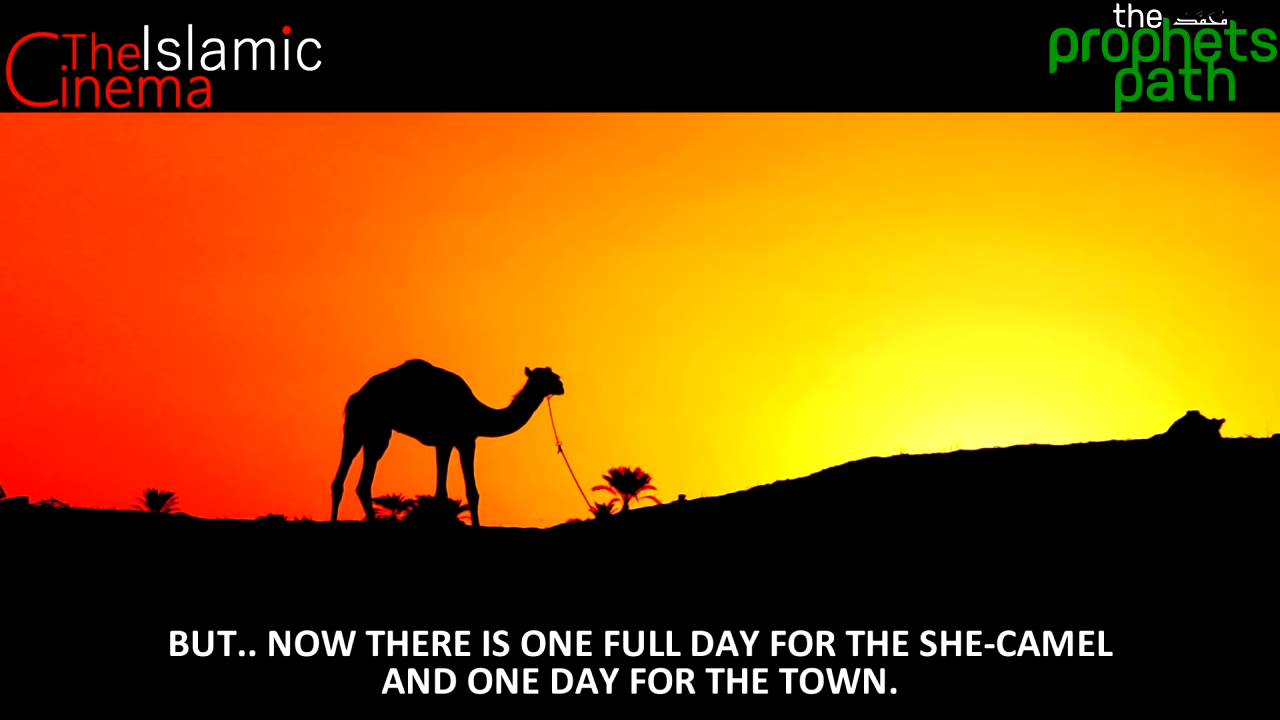 TheIslamic
Cinema
the مُحَمَّد
prophets
path
BUT.. NOW THERE IS ONE FULL DAY FOR THE SHE-CAMEL
AND ONE DAY FOR THE TOWN.